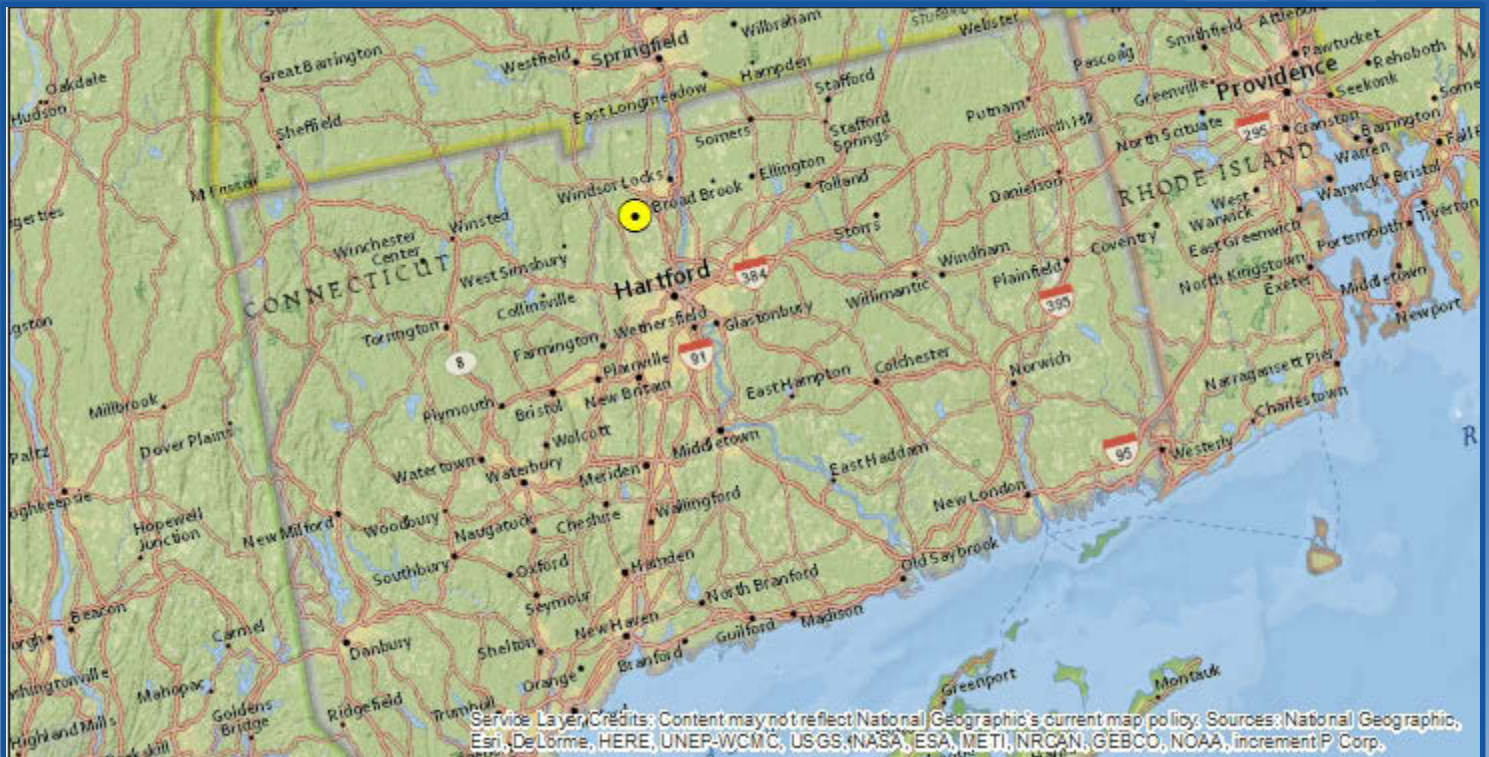 Wilbraham
Webster
Smithfield
Pawtucket
Westfield
Springfield
Hampden
Pascoag
Rehoboth
Great Barrington
Oakdale
Stafford
Greenville
Providence
Seekonk
Hudson
East Longmeadow
Putnam
Sheffield
Somers
Stafford
Springs
North Scituate
295
Cranston
Barrington
Ellington
Warren
Windsor Locks
Broad Brook
Tolland
Danielson
RHODE ISLAND
Warwick
Bristol
West
Warwick
Tiverton
Winsted
Storrs
East Greenwich
Portsmouth
Winchester
Center
West Simsbury
Windham
Coventry
CONNECTICUT
Hartford
384
Plainfield
North Kingstown
Exeter
Middletown
Collinsville
Willimantic
395
Newport
Torrington
Farmington
Wethersfield
Glastonbury
8
Plainville
91
Colchester
Norwich
Narragansett Pier
Millbrook
Plymouth
Bristol
New Britain
East Hampton
Charlestown
Dover Plains
Wolcott
Middletown
Paltz
Watertown
Waterbury
Meriden
East Haddam
95
Westerly
Hopewell
Junction
New Milford
Woodbury
Naugatuck
Cheshire
Wallingford
New London
Southbury
Oxford
Hamden
Old Saybrook
Seymour
North Branford
Beacon
Carmel
Danbury
Shelton
New Haven
Guilford
Madison
Branford
Mahopac
Orange
Greenport
Montauk
Highland Mills
Goldens
Bridge
Ridgefield
Trumbull
Service Layer Credits: Content may not reflect National Geographic's current map policy. Sources: National Geographic,
Esri, DeLorme, HERE, UNEP-WCMC, USGS, NASA, ESA, METI, NRCAN, GEBCO, NOAA, increment P Corp.